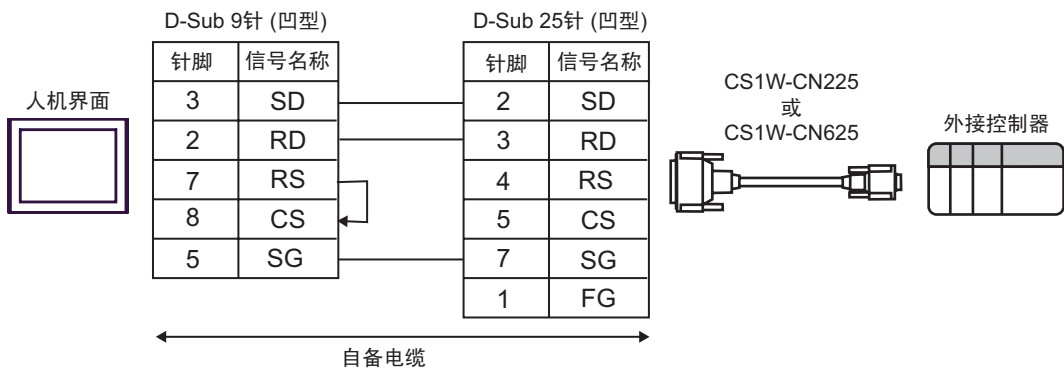 D-Sub 9针 (凹型)
D-Sub 25针 (凹型)
人机界面
针脚 信号名称
3 SD
2 RD
7 RS
8 CS
5 SG
针脚 信号名称
2 SD
3 RD
4 RS
5 CS
7 SG
1 FG
CS1W-CN225
或
CS1W-CN625
外接控制器
自备电缆